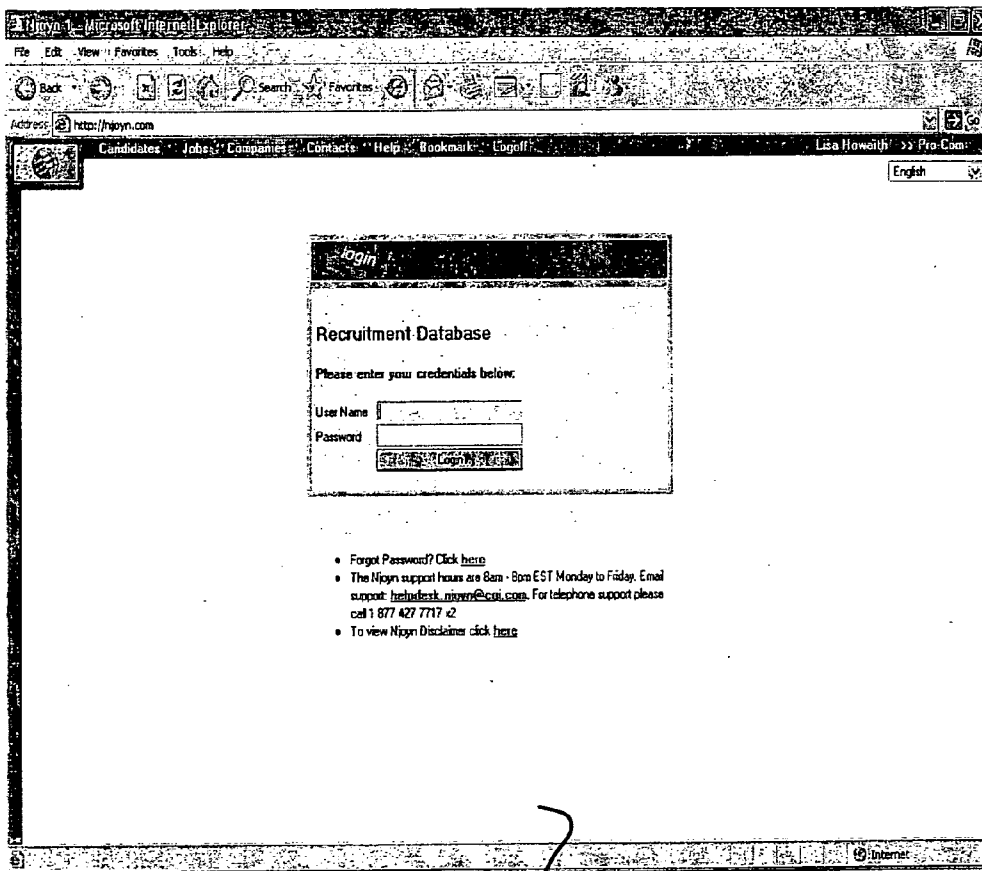 Njoyn 1 - Microsoft Internet Explorer
File Edit View Favorites Tools Help
Back Search Favorites
Address http://njoyn.com
Candidates Jobs Companies Contacts Help Bookmark Logoff Lisa Howaith >> Pro-Com
English
login
Recruitment Database
Please enter your credentials below:
User Name
Password
Login
Forgot Password? Click here
The Njoyn support hours are 8am - 8pm EST Monday to Friday. Email
support: helpdesk.njoyn@cgi.com. For telephone support please
call 1 877 427 7717 x2
To view Njoyn Disclaimer click here
Internet